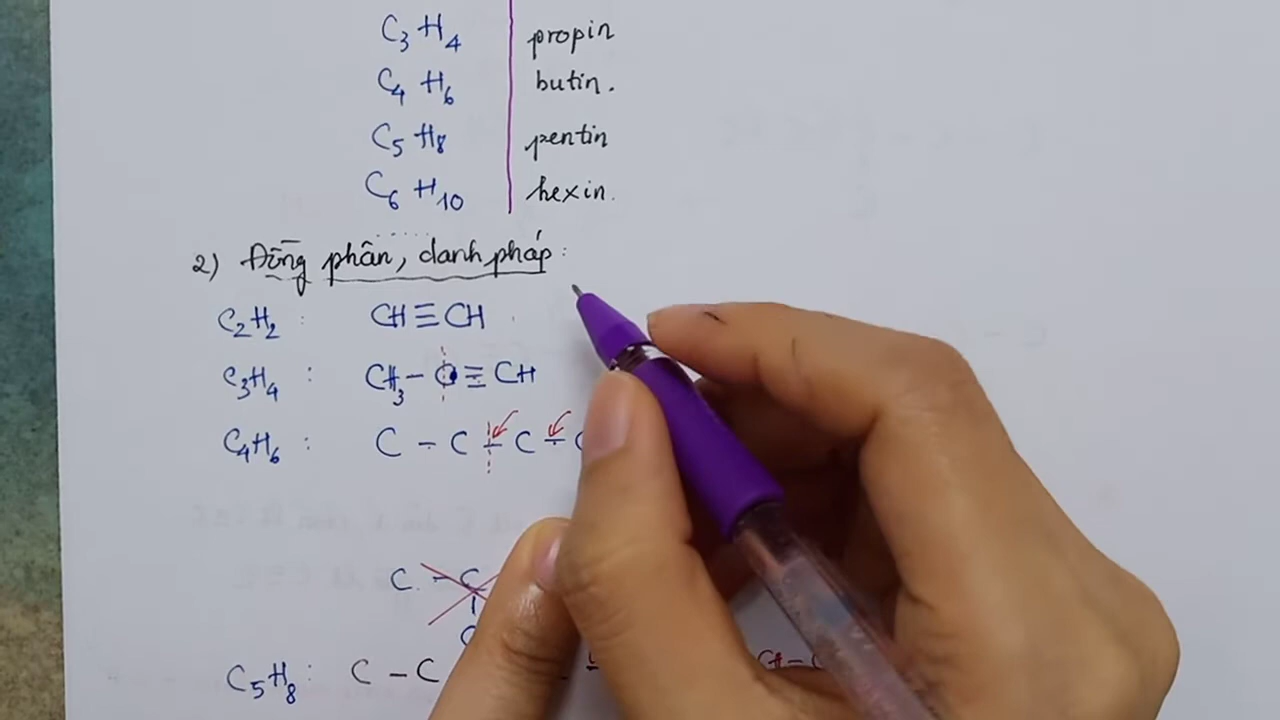 C₃H₄ propin
C₄H₆ butin.
C₅H₈ pentin
C₆H₁₀ hexin.
2) Đồng phân, danh pháp:
C₂H₂ : CH≡CH
C₃H₄ : CH₃-C≡CH
C₄H₆ : C-C-C-C
C-C
C
C₅H₈ : C-C